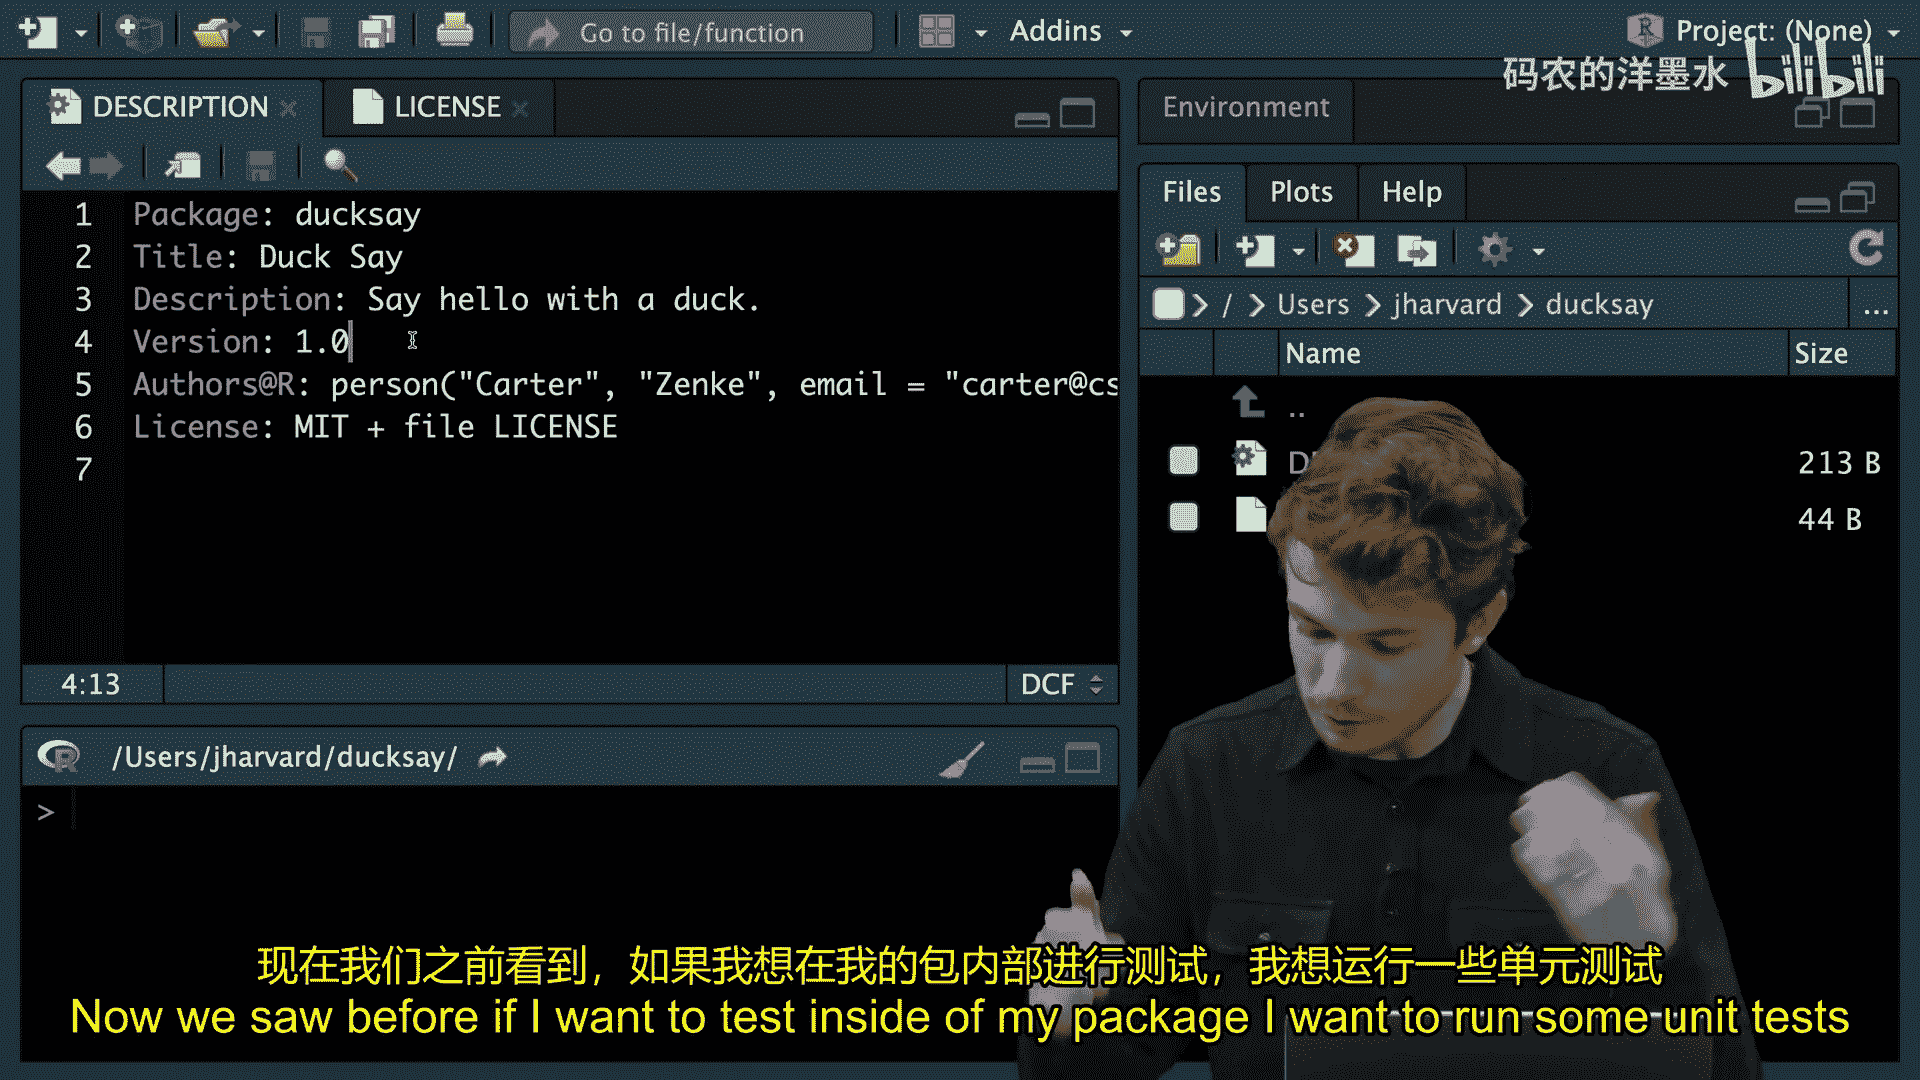 Go to file/function
Addins
Project: (None)
码农的洋墨水 bilibili
DESCRIPTION
LICENSE
Environment
Files
Plots
Help
1 Package: ducksay
2 Title: Duck Say
3 Description: Say hello with a duck.
4 Version: 1.0
5 Authors@R: person("Carter", "Zenke", email = "carter@cs
6 License: MIT + file LICENSE
7
/ Users jharvard ducksay ...
Name
Size
..
D
213 B
44 B
4:13
DCF
/Users/jharvard/ducksay/
>
现在我们之前看到，如果我想在我的包内部进行测试，我想运行一些单元测试
Now we saw before if I want to test inside of my package I want to run some unit tests